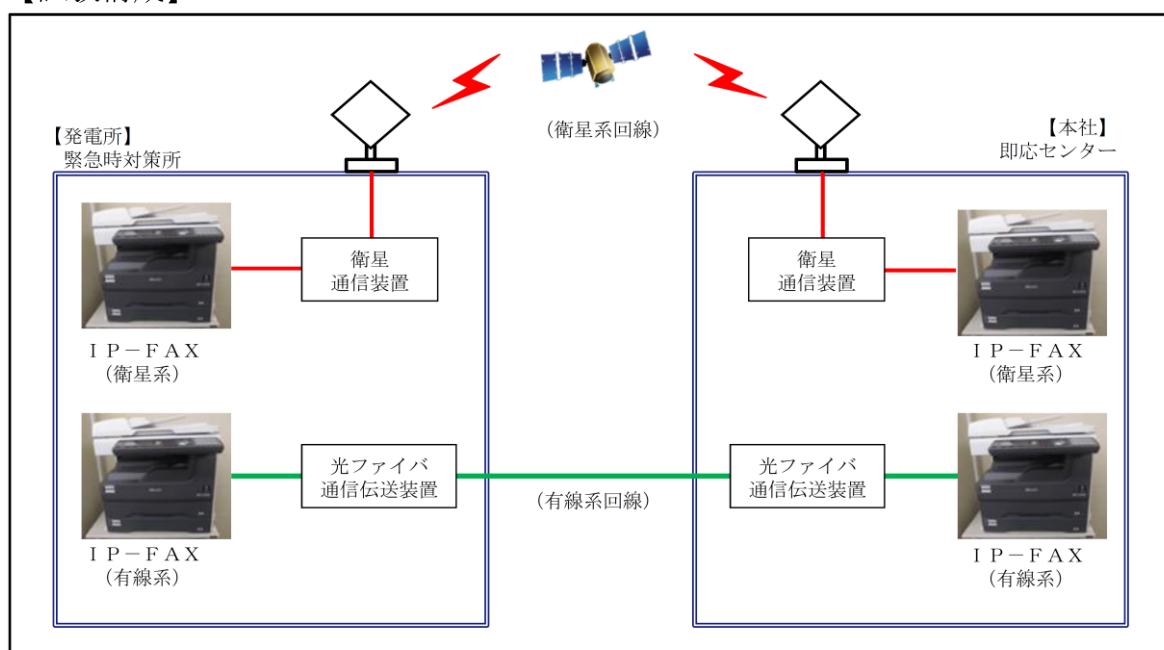 (衛星系回線)
【発電所】
緊急時対策所
【本社】
即応センター
衛星
通信装置
衛星
通信装置
IP-FAX
(衛星系)
IP-FAX
(衛星系)
光ファイバ
通信伝送装置
(有線系回線)
光ファイバ
通信伝送装置
IP-FAX
(有線系)
IP-FAX
(有線系)